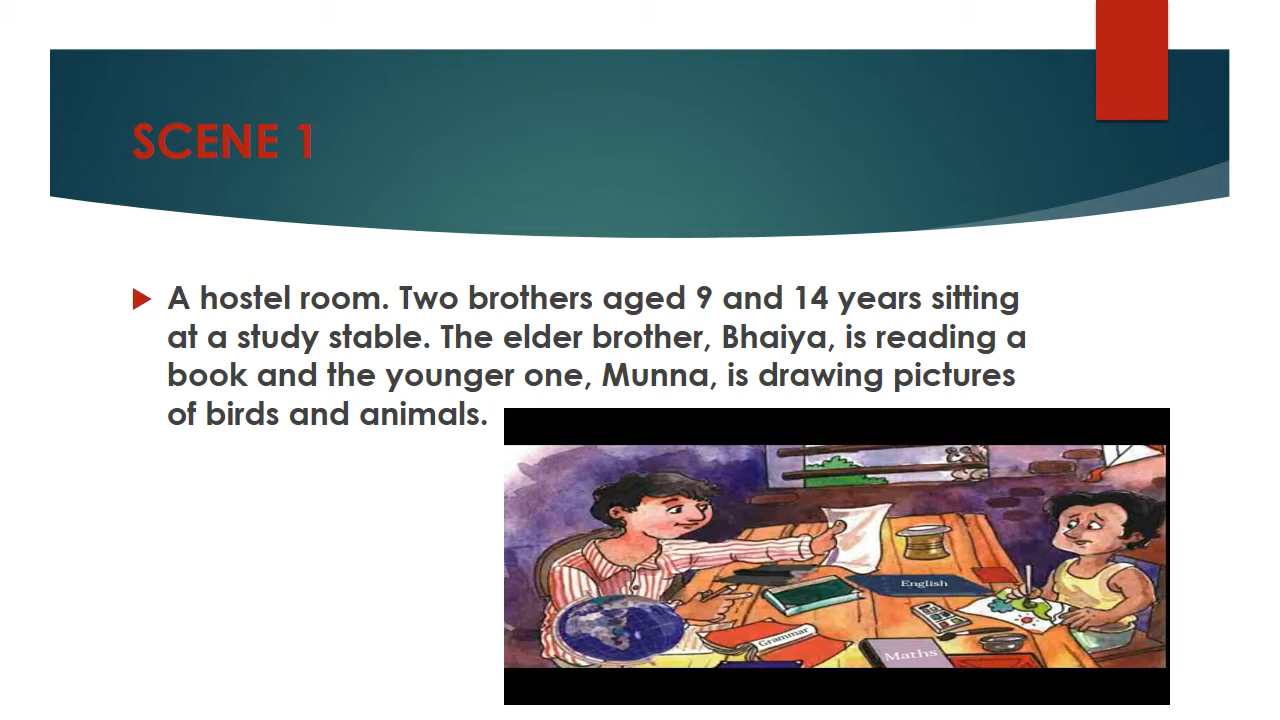 SCENE 1
A hostel room. Two brothers aged 9 and 14 years sitting
at a study stable. The elder brother, Bhaiya, is reading a
book and the younger one, Munna, is drawing pictures
of birds and animals.
English
Grammar
Maths